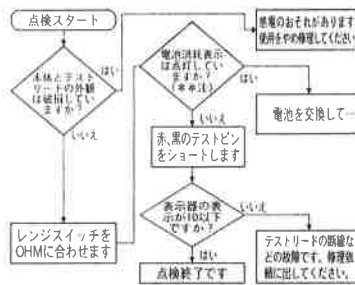 点検スタート
感電のおそれがあります
使用をやめ修理してください
本体とテスト
リードの外観
は破損してい
ますか？
はい
いいえ
レンジスイッチを
OHMに合わせます
電池消耗表示
は点灯してい
ますか？
(＊＊注)
はい
いいえ
電池を交換して…
赤、黒のテストピン
をショートします
表示器の表
示が10以下
ですか？
いいえ
はい
テストリードの断線な
どの故障です。修理依
頼に出してください。
点検終了です